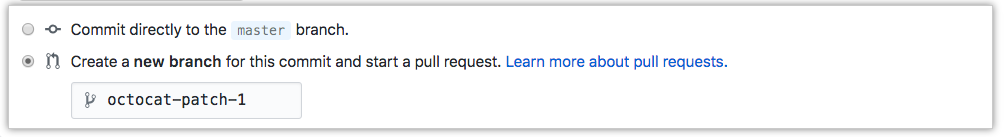 Commit directly to the master branch.
Create a new branch for this commit and start a pull request. Learn more about pull requests.
octocat-patch-1